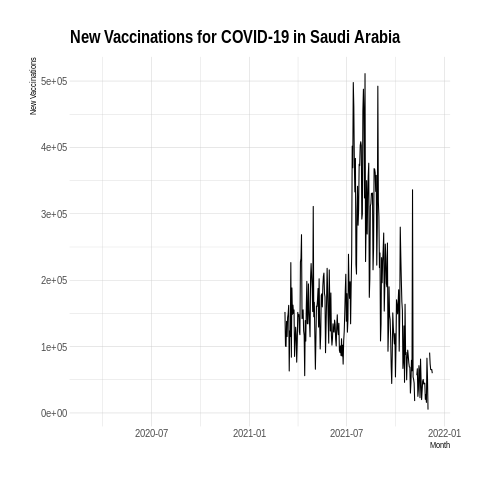 New Vaccinations for COVID-19 in Saudi Arabia
New Vaccinations
5e+05
4e+05
3e+05
2e+05
1e+05
0e+00
2020-07 2021-01 2021-07 2022-01
Month